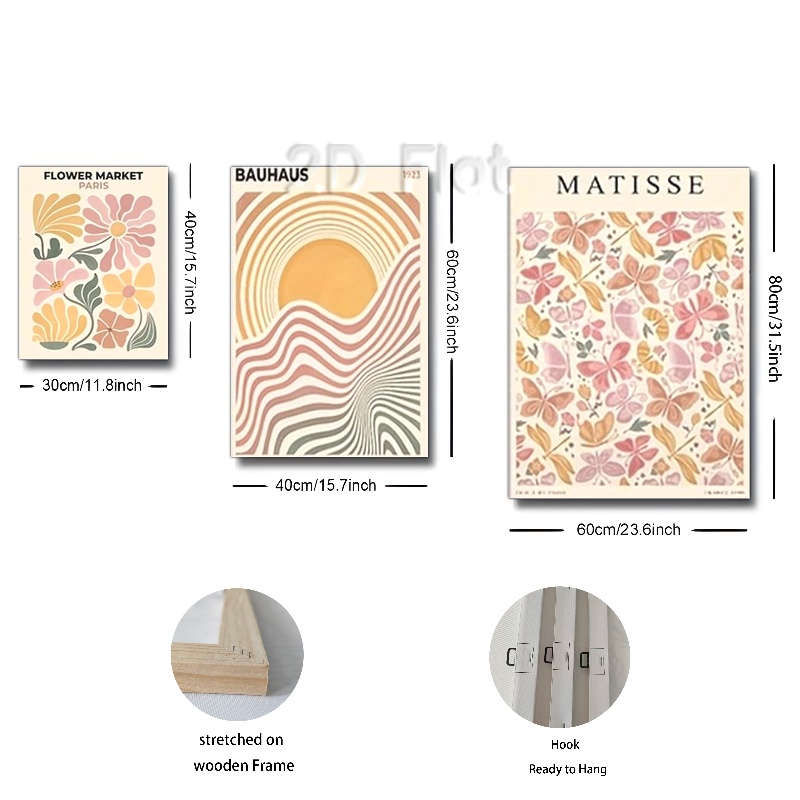 2D Flat
FLOWER MARKET
PARIS
BAUHAUS
1923
MATISSE
40cm/15.7inch
30cm/11.8inch
60cm/23.6inch
40cm/15.7inch
80cm/31.5inch
60cm/23.6inch
stretched on
wooden Frame
Hook
Ready to Hang